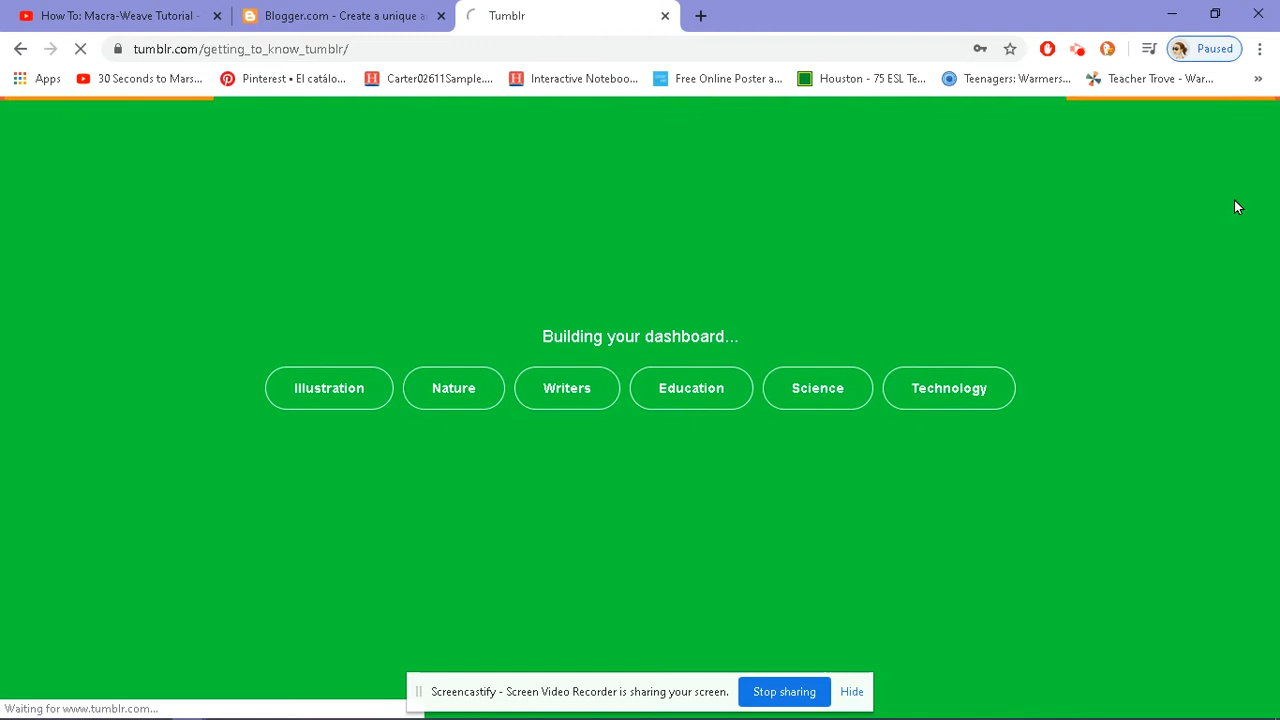 How To: Macra-Weave Tutorial -
Blogger.com - Create a unique a
Tumblr
tumblr.com/getting_to_know_tumblr/
Paused
Apps
30 Seconds to Mars...
Pinterest • El catálo...
Carter02611Sample....
Interactive Noteboo...
Free Online Poster a...
Houston - 75 ESL Te...
Teenagers: Warmers...
Teacher Trove - War...
Building your dashboard...
Illustration
Nature
Writers
Education
Science
Technology
Screencastify - Screen Video Recorder is sharing your screen.
Stop sharing
Hide
Waiting for www.tumblr.com...